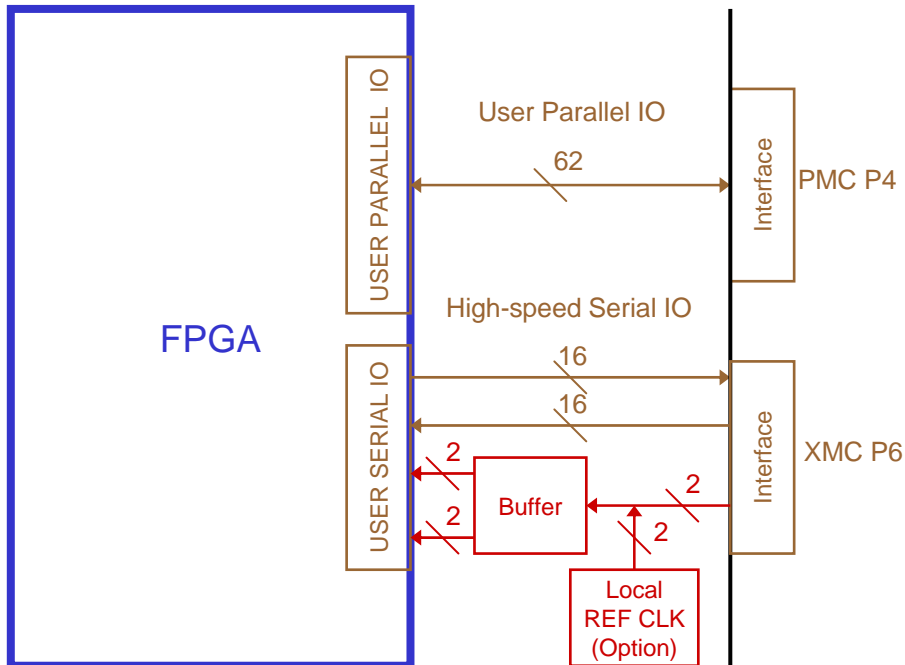 USER PARALLEL IO
User Parallel IO
62
Interface
PMC P4
FPGA
High-speed Serial IO
USER SERIAL IO
16
16
2
2
Buffer
2
2
Interface
XMC P6
Local
REF CLK
(Option)